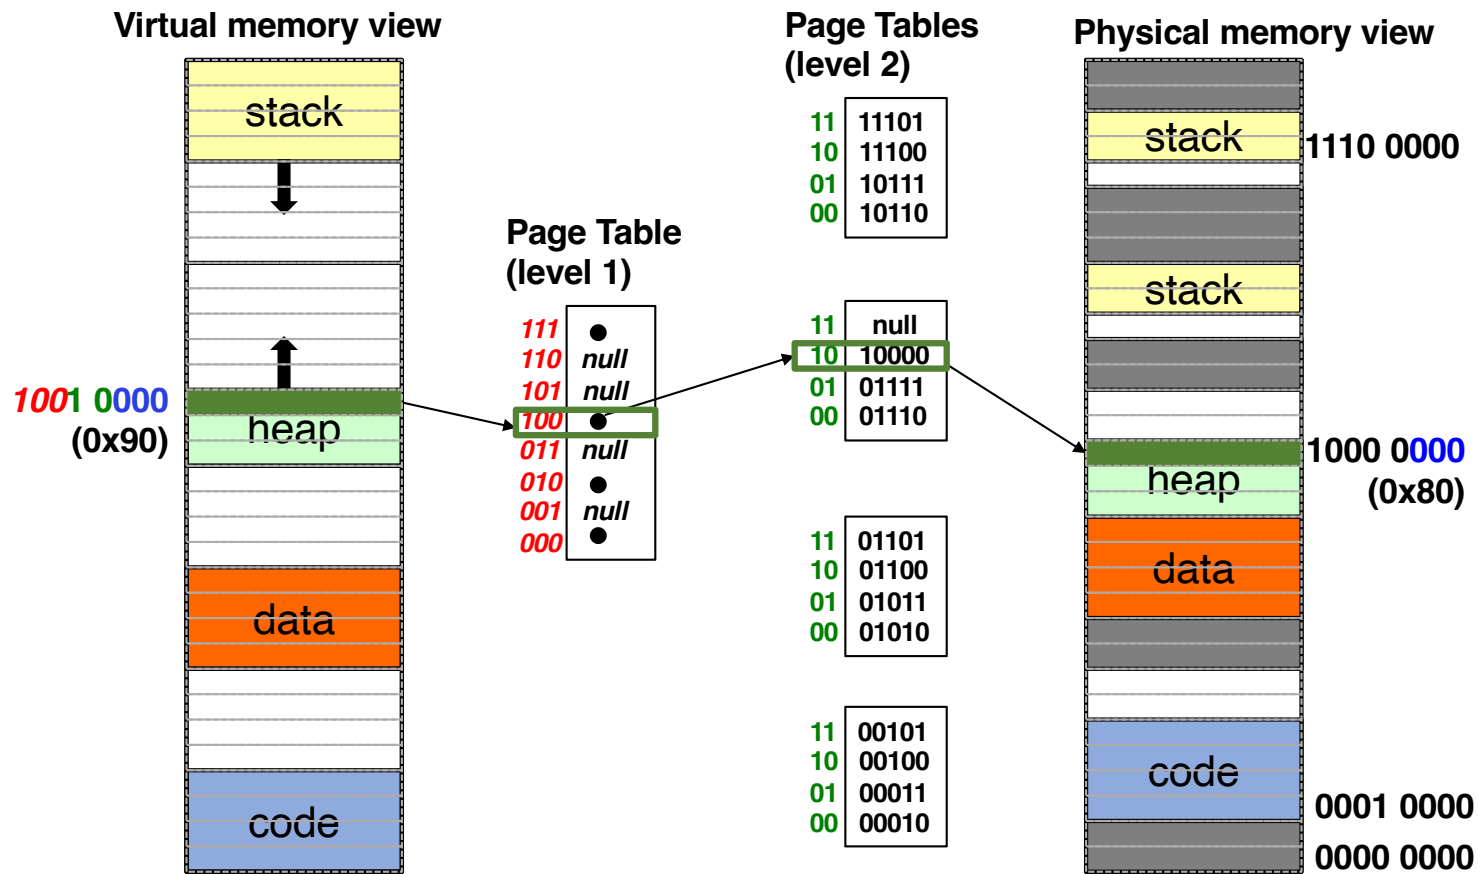 Virtual memory view
stack
heap
data
code
1001 0000
(0x90)
Page Table
(level 1)
111
110 null
101 null
100
011 null
010
001 null
000
Page Tables
(level 2)
11 11101
10 11100
01 10111
00 10110
11 null
10 10000
01 01111
00 01110
11 01101
10 01100
01 01011
00 01010
11 00101
10 00100
01 00011
00 00010
Physical memory view
stack
1110 0000
stack
1000 0000
(0x80)
heap
data
code
0001 0000
0000 0000